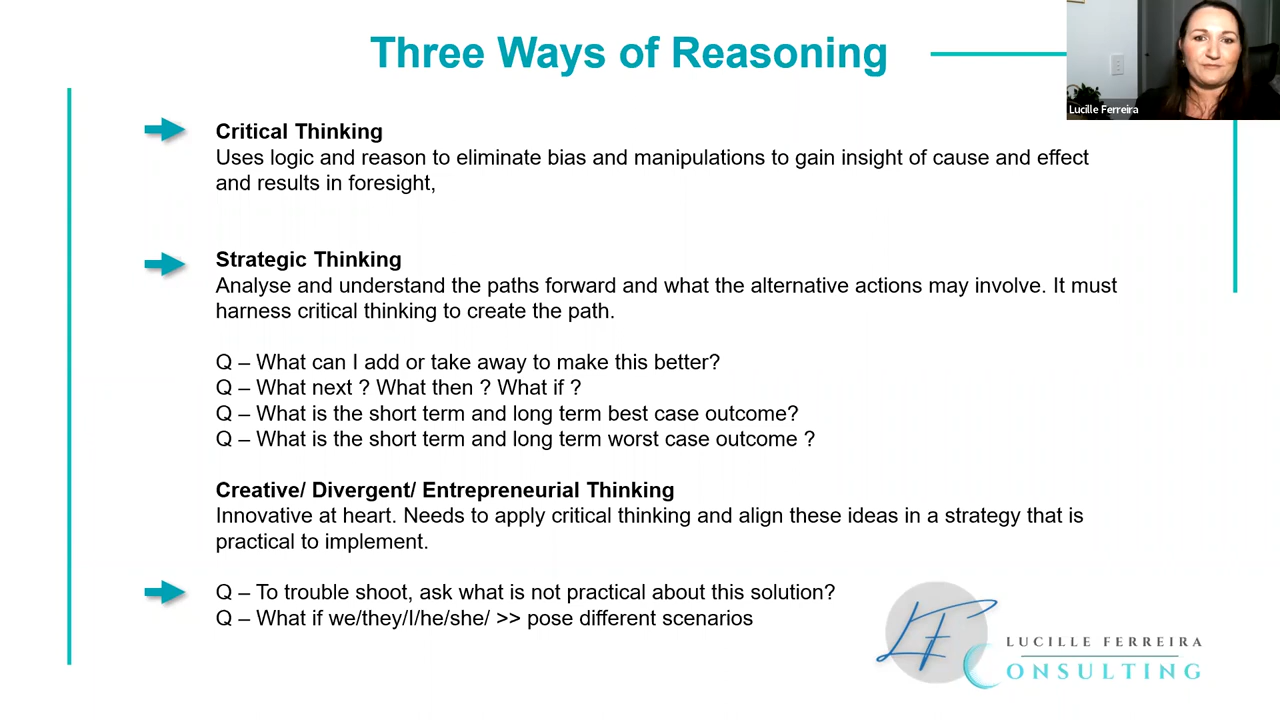 Three Ways of Reasoning
Lucille Ferreira
Critical Thinking
Uses logic and reason to eliminate bias and manipulations to gain insight of cause and effect
and results in foresight,
Strategic Thinking
Analyse and understand the paths forward and what the alternative actions may involve. It must
harness critical thinking to create the path.
Q – What can I add or take away to make this better?
Q – What next ? What then ? What if ?
Q – What is the short term and long term best case outcome?
Q – What is the short term and long term worst case outcome ?
Creative/ Divergent/ Entrepreneurial Thinking
Innovative at heart. Needs to apply critical thinking and align these ideas in a strategy that is
practical to implement.
Q – To trouble shoot, ask what is not practical about this solution?
Q – What if we/they/I/he/she/ >> pose different scenarios
LF
LUCILLE FERREIRA
CONSULTING